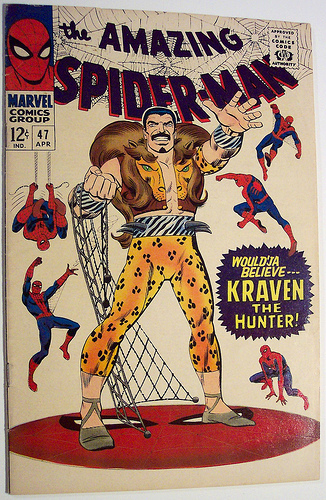 the AMAZING
SPIDER-MAN
APPROVED
BY THE
COMICS
CODE
AUTHORITY
MARVEL
COMICS
GROUP
12¢ 47
IND. APR
WOULD'JA
BELIEVE---
KRAVEN
THE
HUNTER!